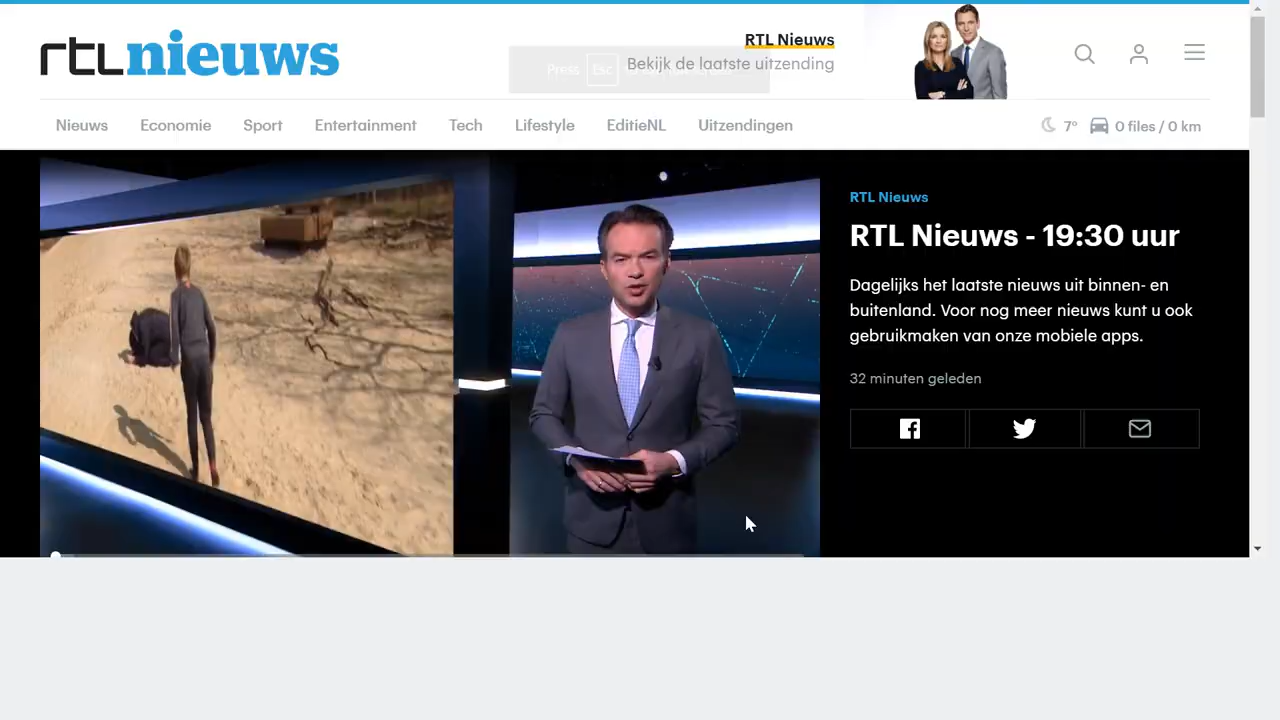 rtlnieuws
RTL Nieuws
Bekijk de laatste uitzending
Press Esc
Nieuws Economie Sport Entertainment Tech Lifestyle EditieNL Uitzendingen
7° 0 files / 0 km
RTL Nieuws
RTL Nieuws - 19:30 uur
Dagelijks het laatste nieuws uit binnen- en
buitenland. Voor nog meer nieuws kunt u ook
gebruikmaken van onze mobiele apps.
32 minuten geleden